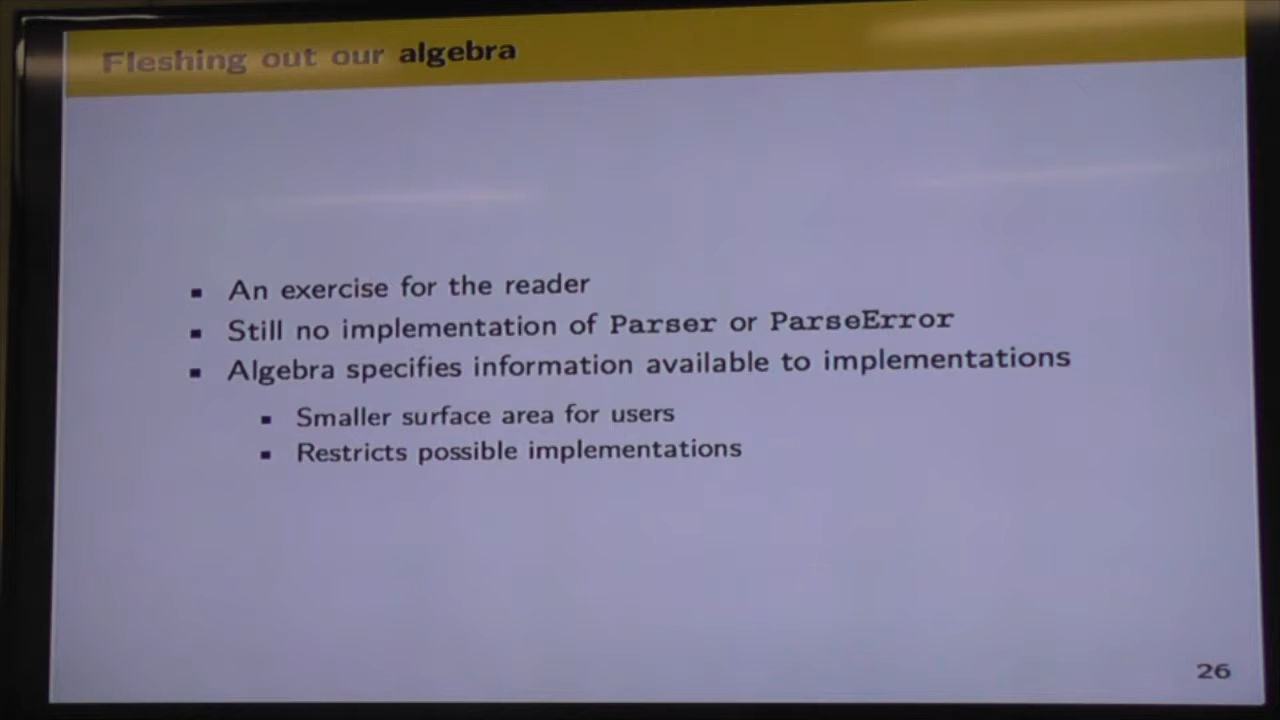 Fleshing out our algebra
An exercise for the reader
Still no implementation of Parser or ParseError
Algebra specifies information available to implementations
Smaller surface area for users
Restricts possible implementations
26